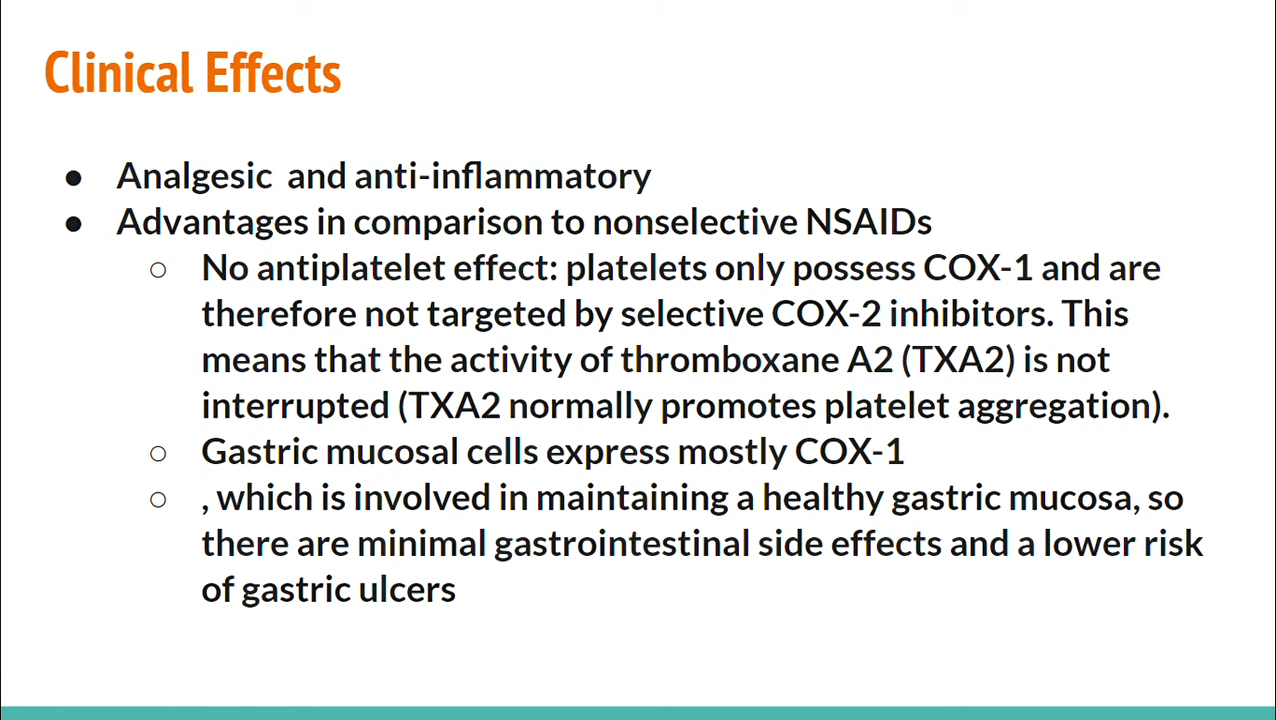 Clinical Effects
● Analgesic  and anti-inflammatory
● Advantages in comparison to nonselective NSAIDs
○ No antiplatelet effect: platelets only possess COX-1 and are
therefore not targeted by selective COX-2 inhibitors. This
means that the activity of thromboxane A2 (TXA2) is not
interrupted (TXA2 normally promotes platelet aggregation).
○ Gastric mucosal cells express mostly COX-1
○ , which is involved in maintaining a healthy gastric mucosa, so
there are minimal gastrointestinal side effects and a lower risk
of gastric ulcers